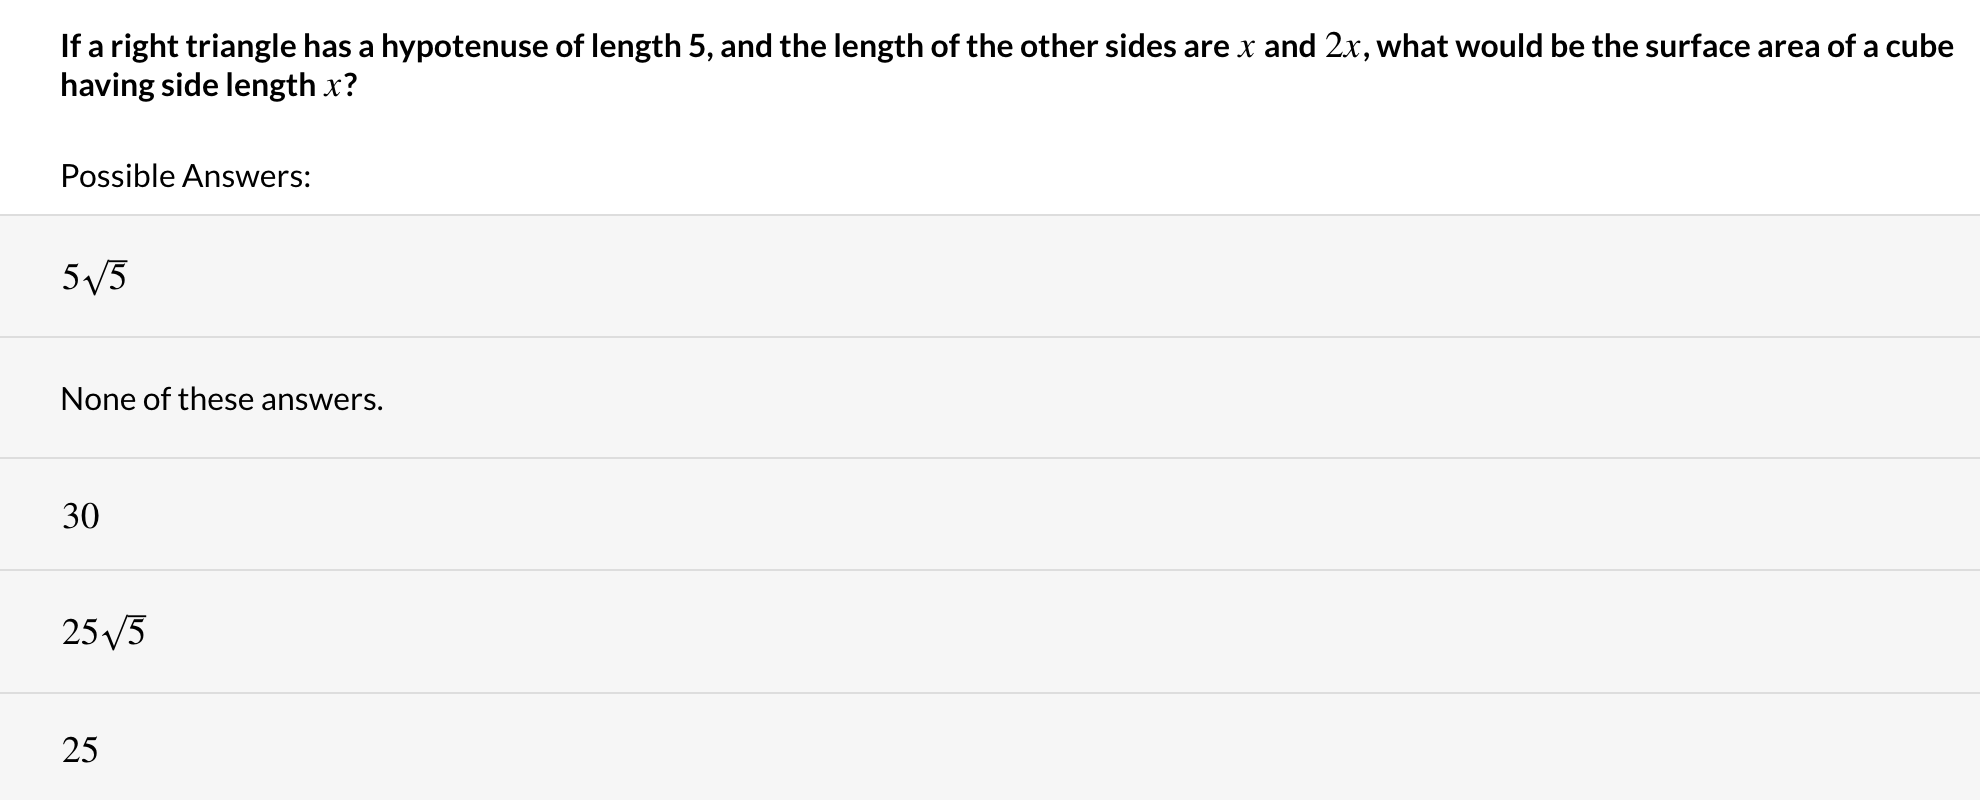 If a right triangle has a hypotenuse of length 5, and the length of the other sides are x and 2x, what would be the surface area of a cube
having side length x?
Possible Answers:
5√5
None of these answers.
30
25√5
25